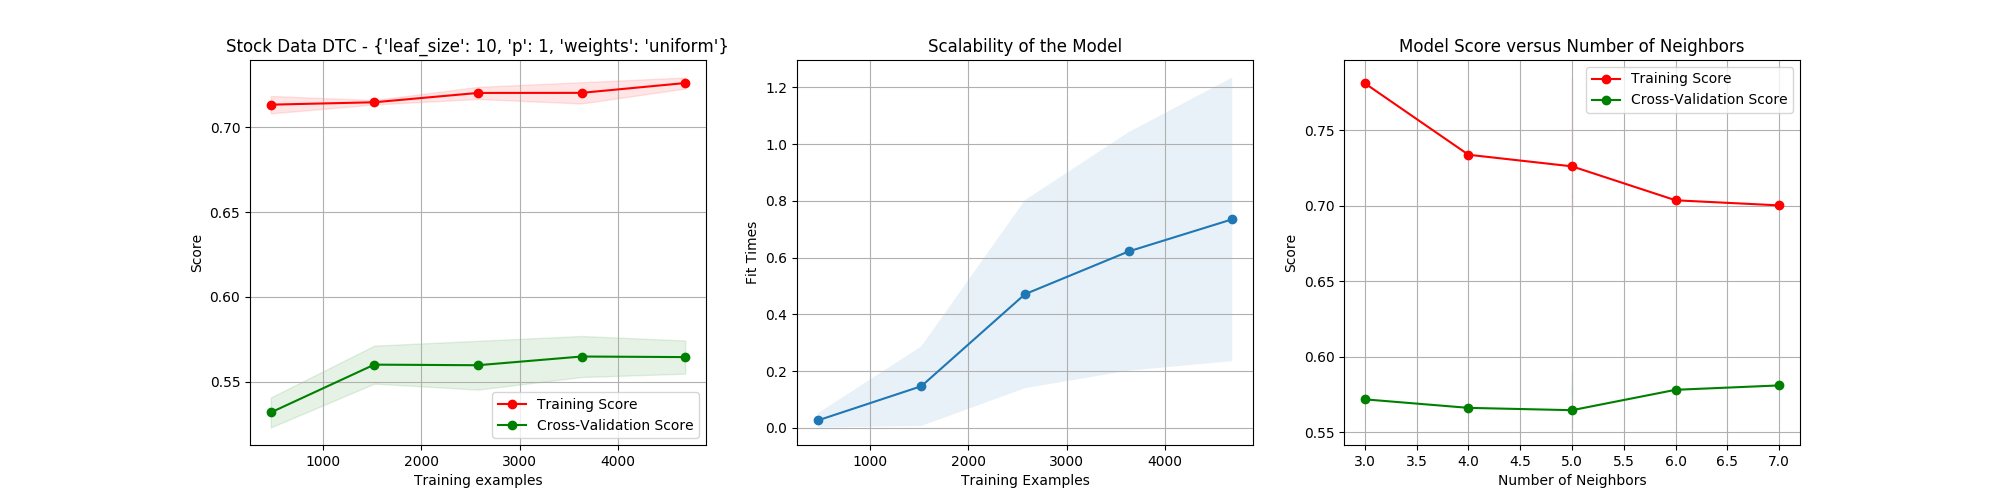 Stock Data DTC - {'leaf_size': 10, 'p': 1, 'weights': 'uniform'}
Score
0.70
0.65
0.60
0.55
Training Score
Cross-Validation Score
1000 2000 3000 4000
Training examples
Scalability of the Model
Fit Times
1.2
1.0
0.8
0.6
0.4
0.2
0.0
1000 2000 3000 4000
Training Examples
Model Score versus Number of Neighbors
Training Score
Cross-Validation Score
Score
0.75
0.70
0.65
0.60
0.55
3.0 3.5 4.0 4.5 5.0 5.5 6.0 6.5 7.0
Number of Neighbors